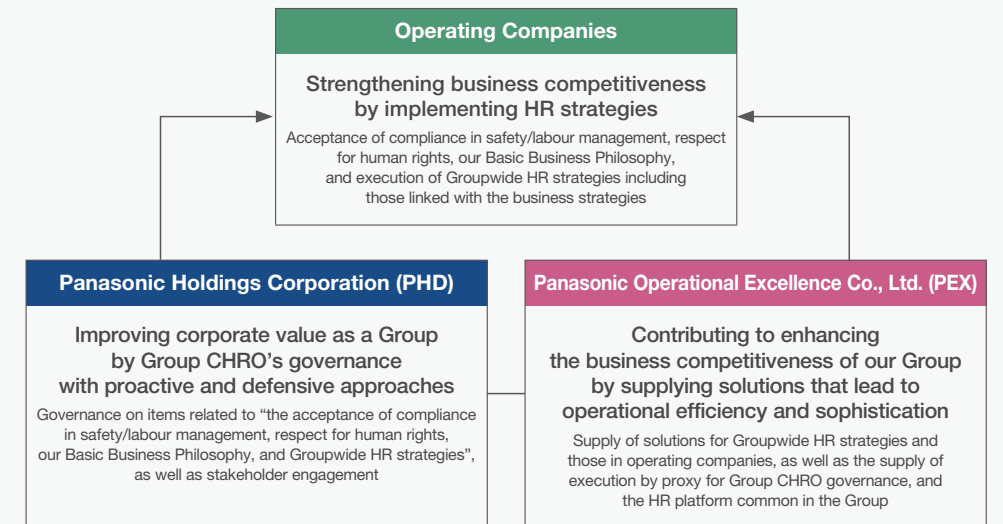 Operating Companies
Strengthening business competitiveness
by implementing HR strategies
Acceptance of compliance in safety/labour management, respect
for human rights, our Basic Business Philosophy,
and execution of Groupwide HR strategies including
those linked with the business strategies
Panasonic Holdings Corporation (PHD)
Improving corporate value as a Group
by Group CHRO’s governance
with proactive and defensive approaches
Governance on items related to “the acceptance of compliance
in safety/labour management, respect for human rights,
our Basic Business Philosophy, and Groupwide HR strategies”,
as well as stakeholder engagement
Panasonic Operational Excellence Co., Ltd. (PEX)
Contributing to enhancing
the business competitiveness of our Group
by supplying solutions that lead to
operational efficiency and sophistication
Supply of solutions for Groupwide HR strategies and
those in operating companies, as well as the supply of
execution by proxy for Group CHRO governance, and
the HR platform common in the Group